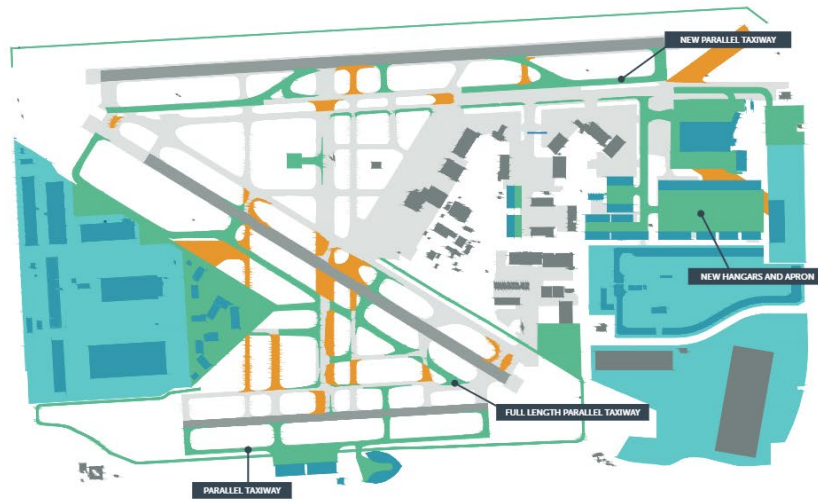 NEW PARALLEL TAXIWAY
NEW HANGARS AND APRON
FULL LENGTH PARALLEL TAXIWAY
PARALLEL TAXIWAY